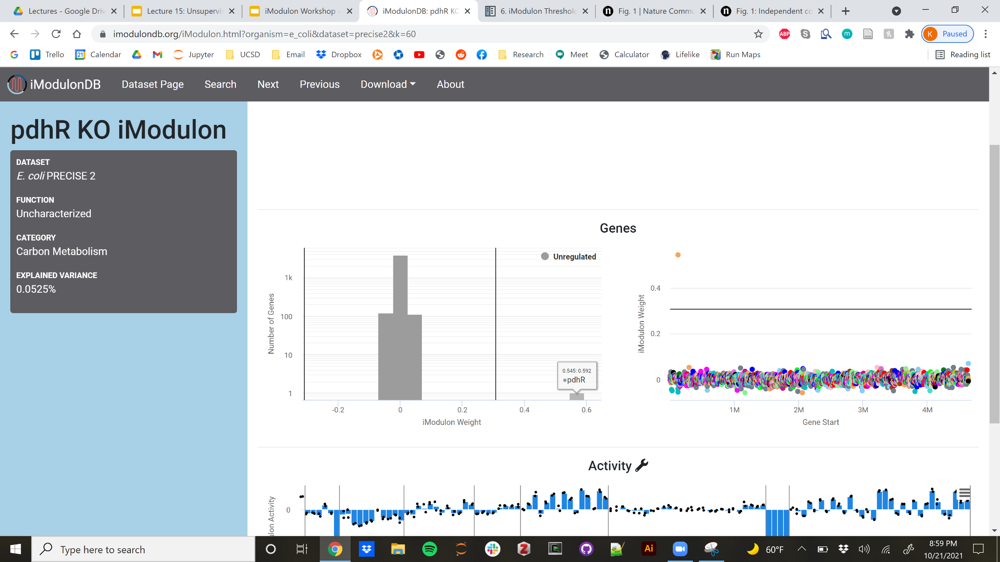 Lectures - Google Driv
Lecture 15: Unsupervis
iModulon Workshop -
iModulonDB: pdhR KO
6. iModulon Threshold
Fig. 1 | Nature Commu
Fig. 1: Independent co
imodulondb.org/iModulon.html?organism=e_coli&dataset=precise2&k=60
ABP
S
m
h
K Paused
G
Trello
21 Calendar
Jupyter
UCSD
Email
Dropbox
Research
Meet
Calculator
Lifelike
Run Maps
Reading list
iModulonDB
Dataset Page
Search
Next
Previous
Download
About
pdhR KO iModulon
DATASET
E. coli PRECISE 2
FUNCTION
Uncharacterized
CATEGORY
Carbon Metabolism
EXPLAINED VARIANCE
0.0525%
Genes
Unregulated
Number of Genes
1k
100
10
1
0.545: 0.592
pdhR
-0.2 0 0.2 0.4 0.6
iModulon Weight
iModulon Weight
0.4
0.2
0
1M 2M 3M 4M
Gene Start
Activity
ulon Activity
0
Type here to search
Z
Ai
60°F
8:59 PM
10/21/2021